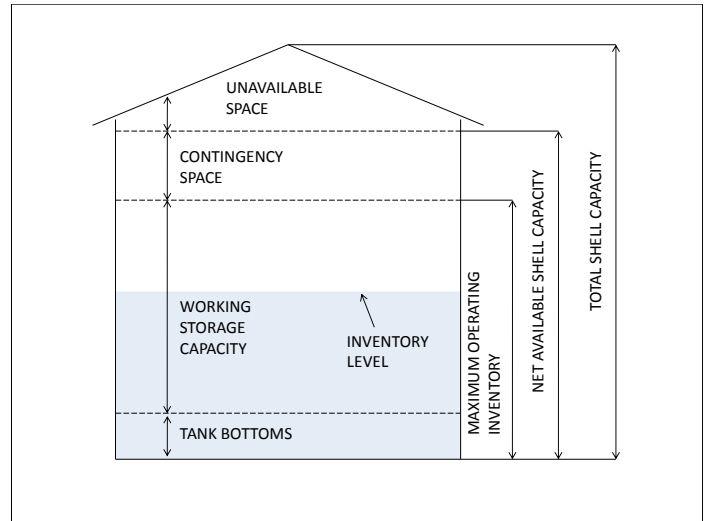 UNAVAILABLE
SPACE
CONTINGENCY
SPACE
WORKING
STORAGE
CAPACITY
INVENTORY
LEVEL
TANK BOTTOMS
MAXIMUM OPERATING
INVENTORY
NET AVAILABLE SHELL CAPACITY
TOTAL SHELL CAPACITY